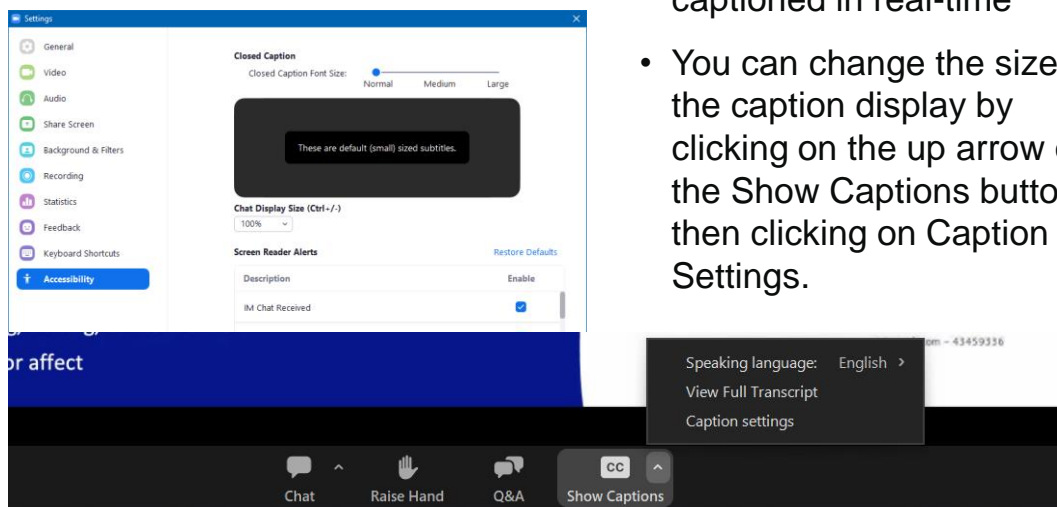 Settings
General
Video
Audio
Share Screen
Background & Filters
Recording
Statistics
Feedback
Keyboard Shortcuts
Accessibility
Closed Caption
Closed Caption Font Size:
Normal Medium Large
These are default (small) sized subtitles.
Chat Display Size (Ctrl+/-)
100%
Screen Reader Alerts Restore Defaults
Description Enable
IM Chat Received
captioned in real-time
• You can change the size
the caption display by
clicking on the up arrow
the Show Captions
then clicking on Caption
Settings.
or affect
43459336
Speaking language: English >
View Full Transcript
Caption settings
CC
Chat Raise Hand Q&A Show Captions